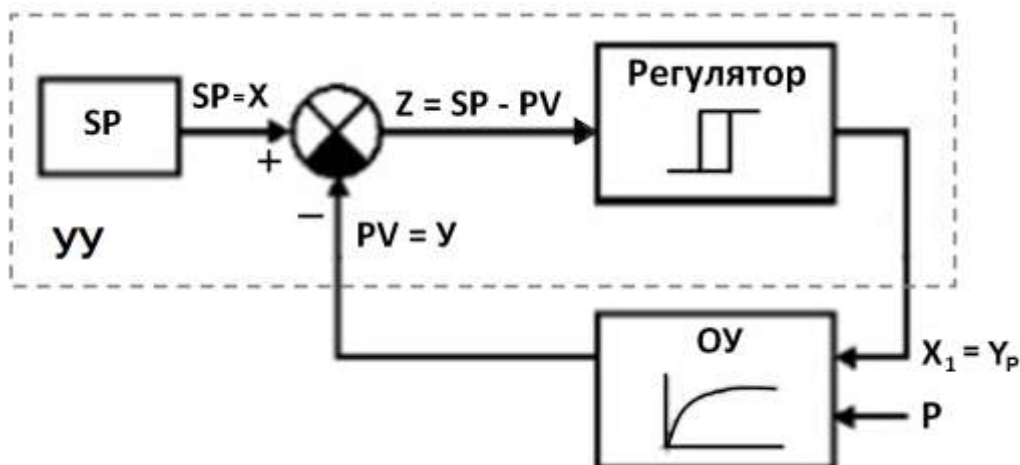 Регулятор
SP
SP=X
Z = SP - PV
+
−
УУ
PV = У
ОУ
X₁ = Yₚ
P